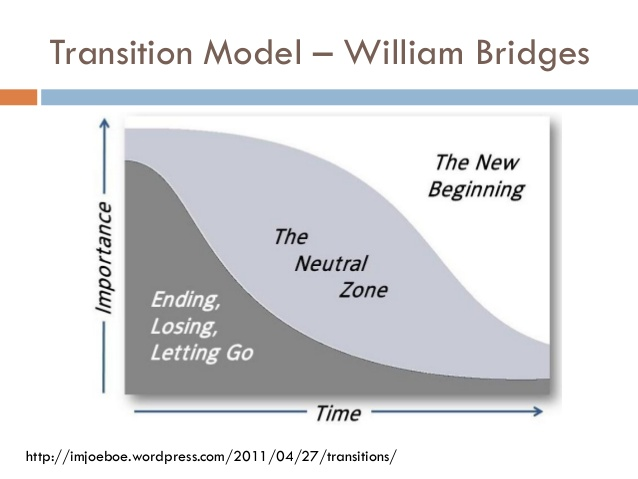 Transition Model – William Bridges
Importance
The New
Beginning
The
Neutral
Zone
Ending,
Losing,
Letting Go
Time
http://imjoeboe.wordpress.com/2011/04/27/transitions/